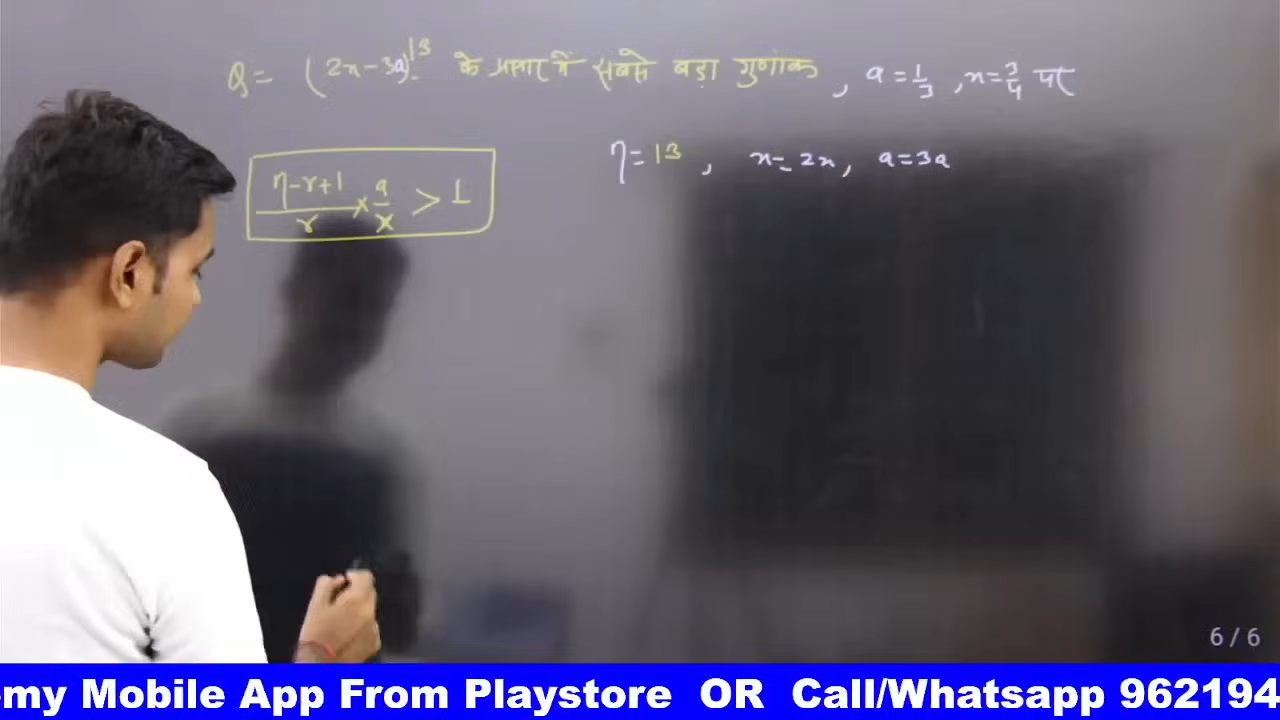 Q = (2x-3a)^13 के प्रसार में सबसे बड़ा गुणांक, a = 1/3, x = 3/4 पर
n = 13, x = 2x, a = 3a
(n-r+1)/r × a/x > 1
6 / 6
my Mobile App From Playstore OR Call/Whatsapp 962194